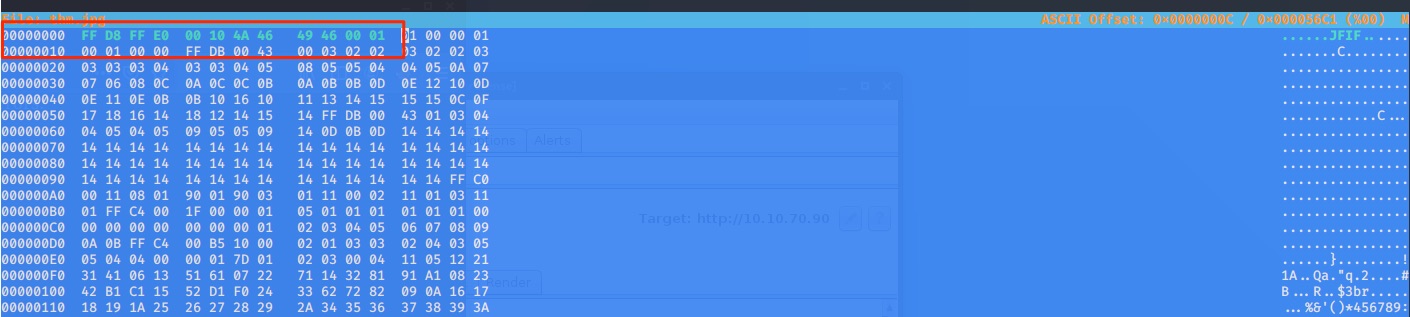 File: thm.jpg ASCII Offset: 0x0000000C / 0x000056C1 (%00) M
00000000 FF D8 FF E0 00 10 4A 46 49 46 00 01 01 00 00 01 ......JFIF......
00000010 00 01 00 00 FF DB 00 43 00 03 02 02 03 02 02 03 .......C........
00000020 03 03 03 04 03 03 04 05 08 05 05 04 04 05 0A 07 ................
00000030 07 06 08 0C 0A 0C 0C 0B 0A 0B 0B 0D 0E 12 10 0D ................
00000040 0E 11 0E 0B 0B 10 16 10 11 13 14 15 15 15 0C 0F ................
00000050 17 18 16 14 18 12 14 15 14 FF DB 00 43 01 03 04 ............C...
00000060 04 05 04 05 09 05 05 09 14 0D 0B 0D 14 14 14 14 ................
00000070 14 14 14 14 14 14 14 14 14 14 14 14 14 14 14 14 ................
00000080 14 14 14 14 14 14 14 14 14 14 14 14 14 14 14 14 ................
00000090 14 14 14 14 14 14 14 14 14 14 14 14 14 14 FF C0 ................
000000A0 00 11 08 01 90 01 90 03 01 11 00 02 11 01 03 11 ................
000000B0 01 FF C4 00 1F 00 00 01 05 01 01 01 01 01 01 00 ................
000000C0 00 00 00 00 00 00 00 01 02 03 04 05 06 07 08 09 ................
000000D0 0A 0B FF C4 00 B5 10 00 02 01 03 03 02 04 03 05 ................
000000E0 05 04 04 00 00 01 7D 01 02 03 00 04 11 05 12 21 ......}........!
000000F0 31 41 06 13 51 61 07 22 71 14 32 81 91 A1 08 23 1A..Qa."q.2....#
00000100 42 B1 C1 15 52 D1 F0 24 33 62 72 82 09 0A 16 17 B...R..$3br.....
00000110 18 19 1A 25 26 27 28 29 2A 34 35 36 37 38 39 3A ...%&'()*456789:
Alerts
Target: http://10.10.70.90
Render